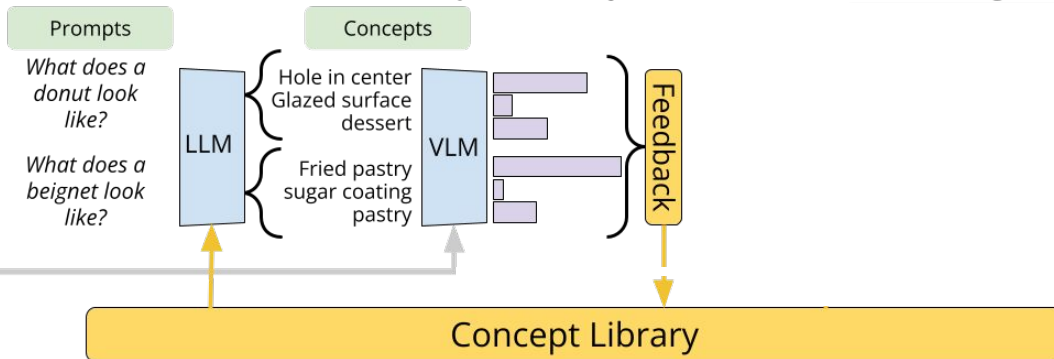 Prompts
Concepts
What does a
donut look
like?
What does a
beignet look
like?
LLM
Hole in center
Glazed surface
dessert
Fried pastry
sugar coating
pastry
VLM
Feedback
Concept Library